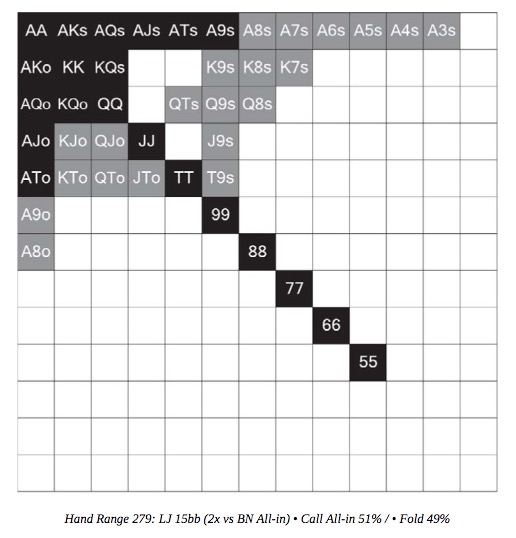 AA AKs AQs AJs ATs A9s A8s A7s A6s A5s A4s A3s
AKo KK KQs K9s K8s K7s
AQo KQo QQ QTs Q9s Q8s
AJo KJo QJo JJ J9s
ATo KTo QTo JTo TT T9s
A9o 99
A8o 88
77
66
55
Hand Range 279: LJ 15bb (2x vs BN All-in) • Call All-in 51% / • Fold 49%